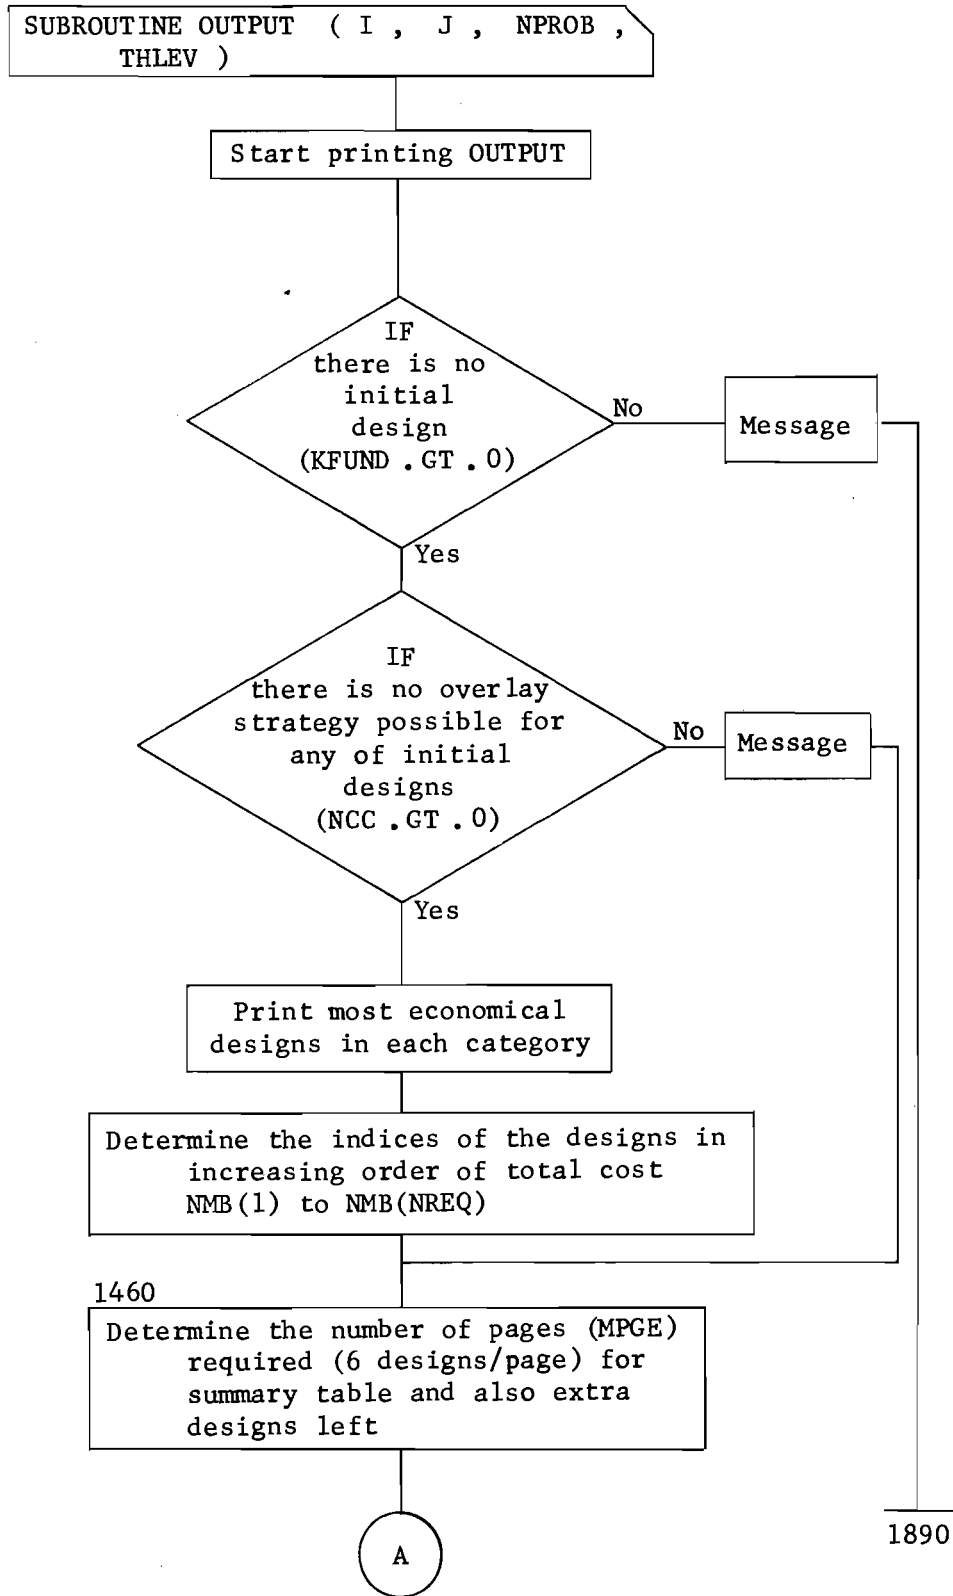 SUBROUTINE OUTPUT ( I , J , NPROB ,
THLEV )
Start printing OUTPUT
IF
there is no
initial
design
(KFUND .GT .0)
No
Message
Yes
IF
there is no overlay
strategy possible for
any of initial
designs
(NCC .GT .0)
No
Message
Yes
Print most economical
designs in each category
Determine the indices of the designs in
increasing order of total cost
NMB(1) to NMB(NREQ)
1460
Determine the number of pages (MPGE)
required (6 designs/page) for
summary table and also extra
designs left
A
1890